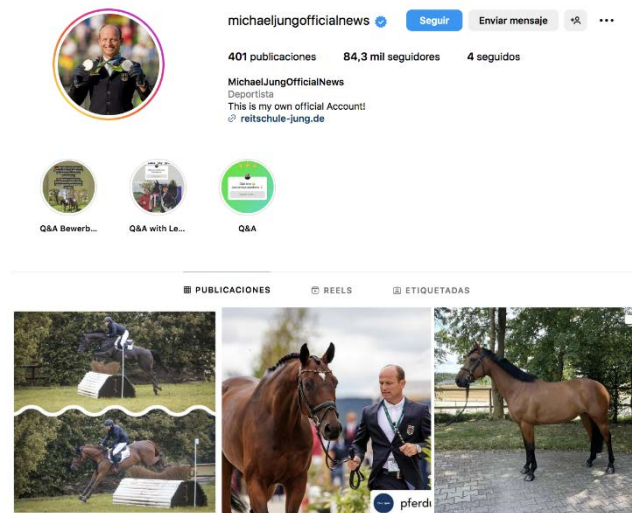 michaeljungofficialnews
Seguir
Enviar mensaje
401 publicaciones
84,3 mil seguidores
4 seguidos
MichaelJungOfficialNews
Deportista
This is my own official Account!
reitschule-jung.de
Q&A Bewerb...
Q&A with Le...
Q&A
PUBLICACIONES
REELS
ETIQUETADAS
pferdu